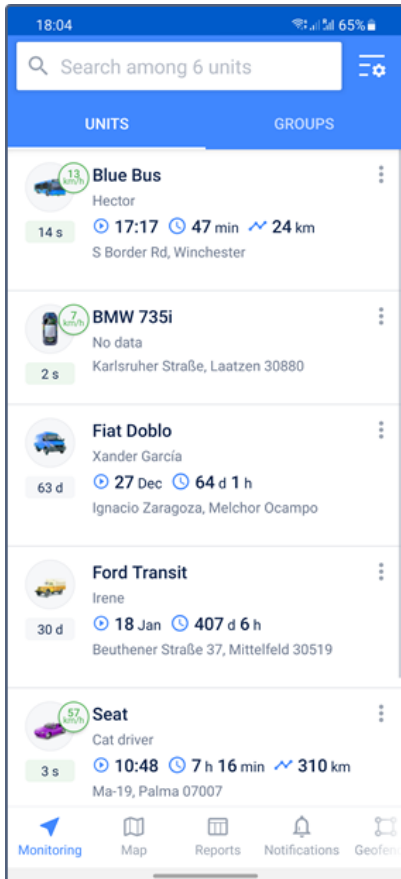 18:04 65%
Search among 6 units
UNITS GROUPS
13 km/h
Blue Bus
Hector
14 s
17:17 47 min 24 km
S Border Rd, Winchester
7 km/h
BMW 735i
No data
2 s
Karlsruher Straße, Laatzen 30880
Fiat Doblo
Xander García
63 d
27 Dec 64 d 1 h
Ignacio Zaragoza, Melchor Ocampo
Ford Transit
Irene
30 d
18 Jan 407 d 6 h
Beuthener Straße 37, Mittelfeld 30519
57 km/h
Seat
Cat driver
3 s
10:48 7 h 16 min 310 km
Ma-19, Palma 07007
Monitoring Map Reports Notifications